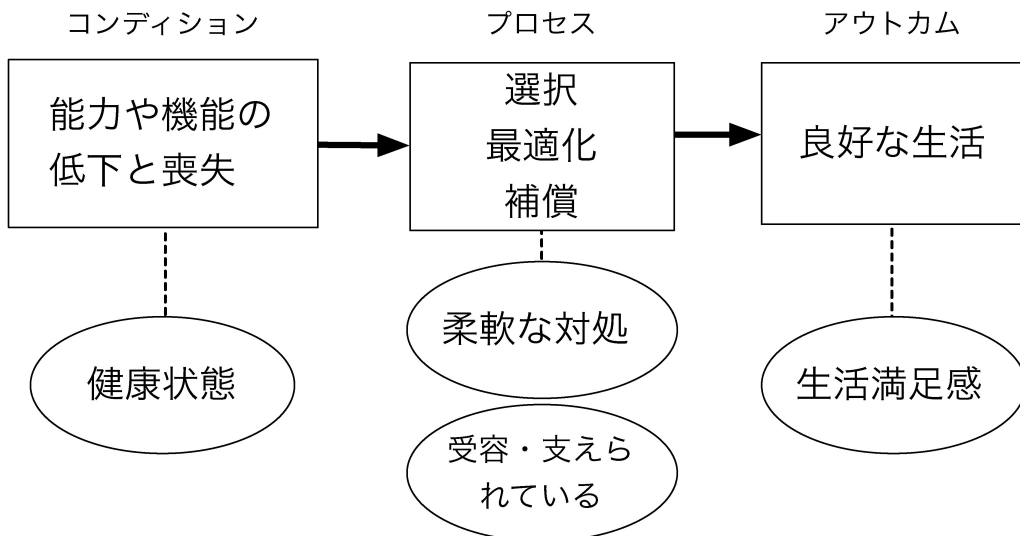 コンディション
プロセス
アウトカム
能力や機能の
低下と喪失
選択
最適化
補償
良好な生活
健康状態
柔軟な対処
受容・支えら
れている
生活満足感